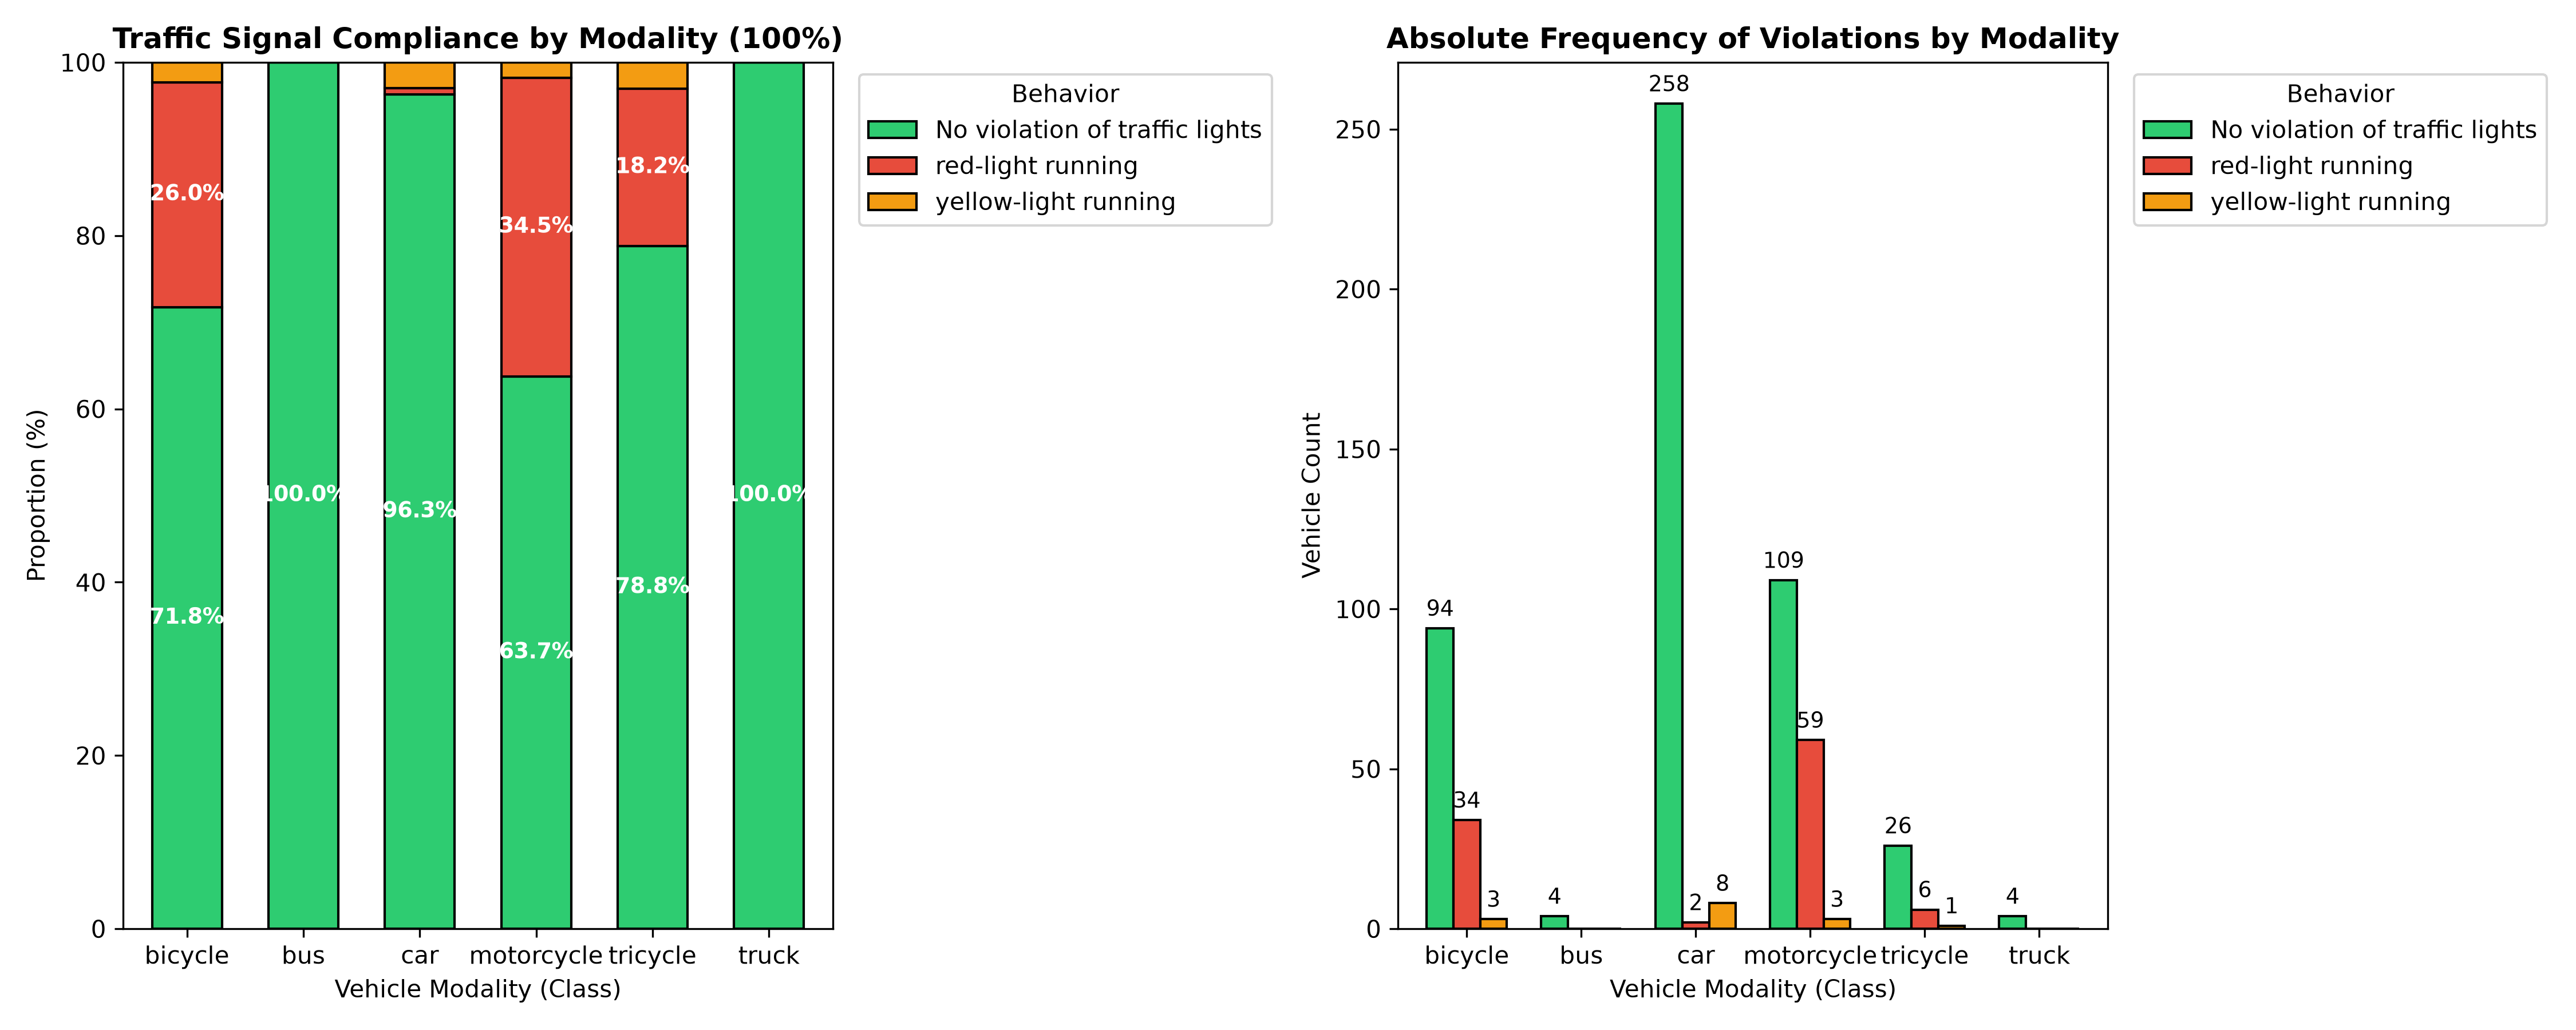 Traffic Signal Compliance by Modality (100%)
Proportion (%)
100
80
60
40
20
0
26.0%
71.8%
100.0%
96.3%
34.5%
63.7%
18.2%
78.8%
100.0%
bicycle bus car motorcycle tricycle truck
Vehicle Modality (Class)
Behavior
No violation of traffic lights
red-light running
yellow-light running
Absolute Frequency of Violations by Modality
Vehicle Count
250
200
150
100
50
0
94
34
3
4
258
2
8
109
59
3
26
6
1
4
bicycle bus car motorcycle tricycle truck
Vehicle Modality (Class)
Behavior
No violation of traffic lights
red-light running
yellow-light running